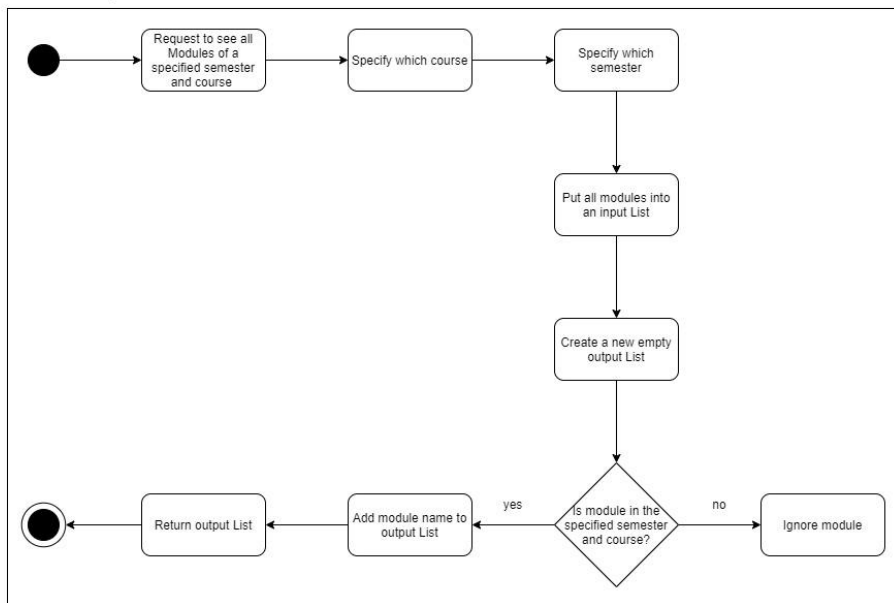 Request to see all
Modules of a
specified semester
and course
Specify which course
Specify which
semester
Put all modules into
an input List
Create a new empty
output List
Is module in the
specified semester
and course?
yes
no
Add module name to
output List
Return output List
Ignore module